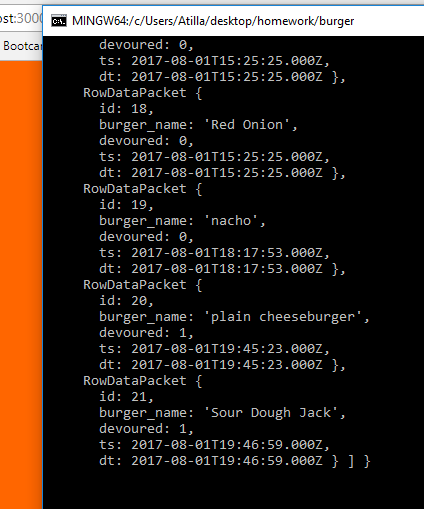 MINGW64:/c/Users/Atilla/desktop/homework/burger
ost:3000
Bootcar
devoured: 0,
ts: 2017-08-01T15:25:25.000Z,
dt: 2017-08-01T15:25:25.000Z },
RowDataPacket {
id: 18,
burger_name: 'Red Onion',
devoured: 0,
ts: 2017-08-01T15:25:25.000Z,
dt: 2017-08-01T15:25:25.000Z },
RowDataPacket {
id: 19,
burger_name: 'nacho',
devoured: 0,
ts: 2017-08-01T18:17:53.000Z,
dt: 2017-08-01T18:17:53.000Z },
RowDataPacket {
id: 20,
burger_name: 'plain cheeseburger',
devoured: 1,
ts: 2017-08-01T19:45:23.000Z,
dt: 2017-08-01T19:45:23.000Z },
RowDataPacket {
id: 21,
burger_name: 'Sour Dough Jack',
devoured: 1,
ts: 2017-08-01T19:46:59.000Z,
dt: 2017-08-01T19:46:59.000Z } ] }